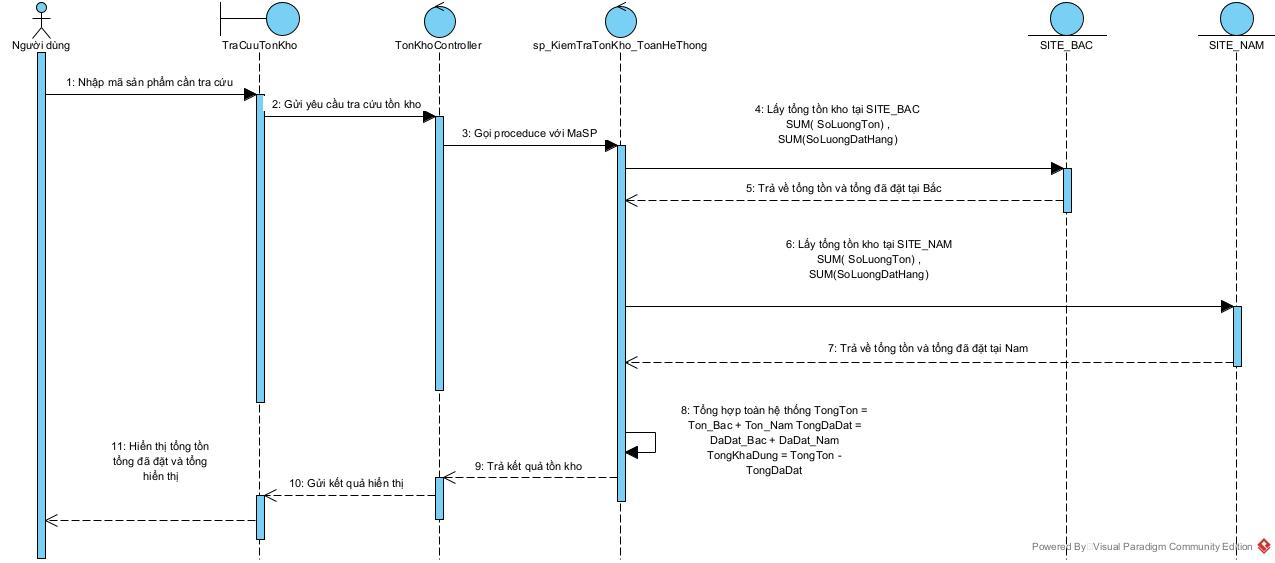 Người dùng
TraCuuTonKho
TonKhoController
sp_KiemTraTonKho_ToanHeThong
SITE_BAC
SITE_NAM
1: Nhập mã sản phẩm cần tra cứu
2: Gửi yêu cầu tra cứu tồn kho
3: Gọi proceduce với MaSP
4: Lấy tổng tồn kho tại SITE_BAC
SUM( SoLuongTon) ,
SUM(SoLuongDatHang)
5: Trả về tổng tồn và tổng đã đặt tại Bắc
6: Lấy tổng tồn kho tại SITE_NAM
SUM( SoLuongTon) ,
SUM(SoLuongDatHang)
7: Trả về tổng tồn và tổng đã đặt tại Nam
8: Tổng hợp toàn hệ thống TongTon =
Ton_Bac + Ton_Nam TongDaDat =
DaDat_Bac + DaDat_Nam
TongKhaDung = TongTon -
TongDaDat
9: Trả kết quả tồn kho
10: Gửi kết quả hiển thị
11: Hiển thị tổng tồn
tổng đã đặt và tổng
hiển thị
Powered By Visual Paradigm Community Edition